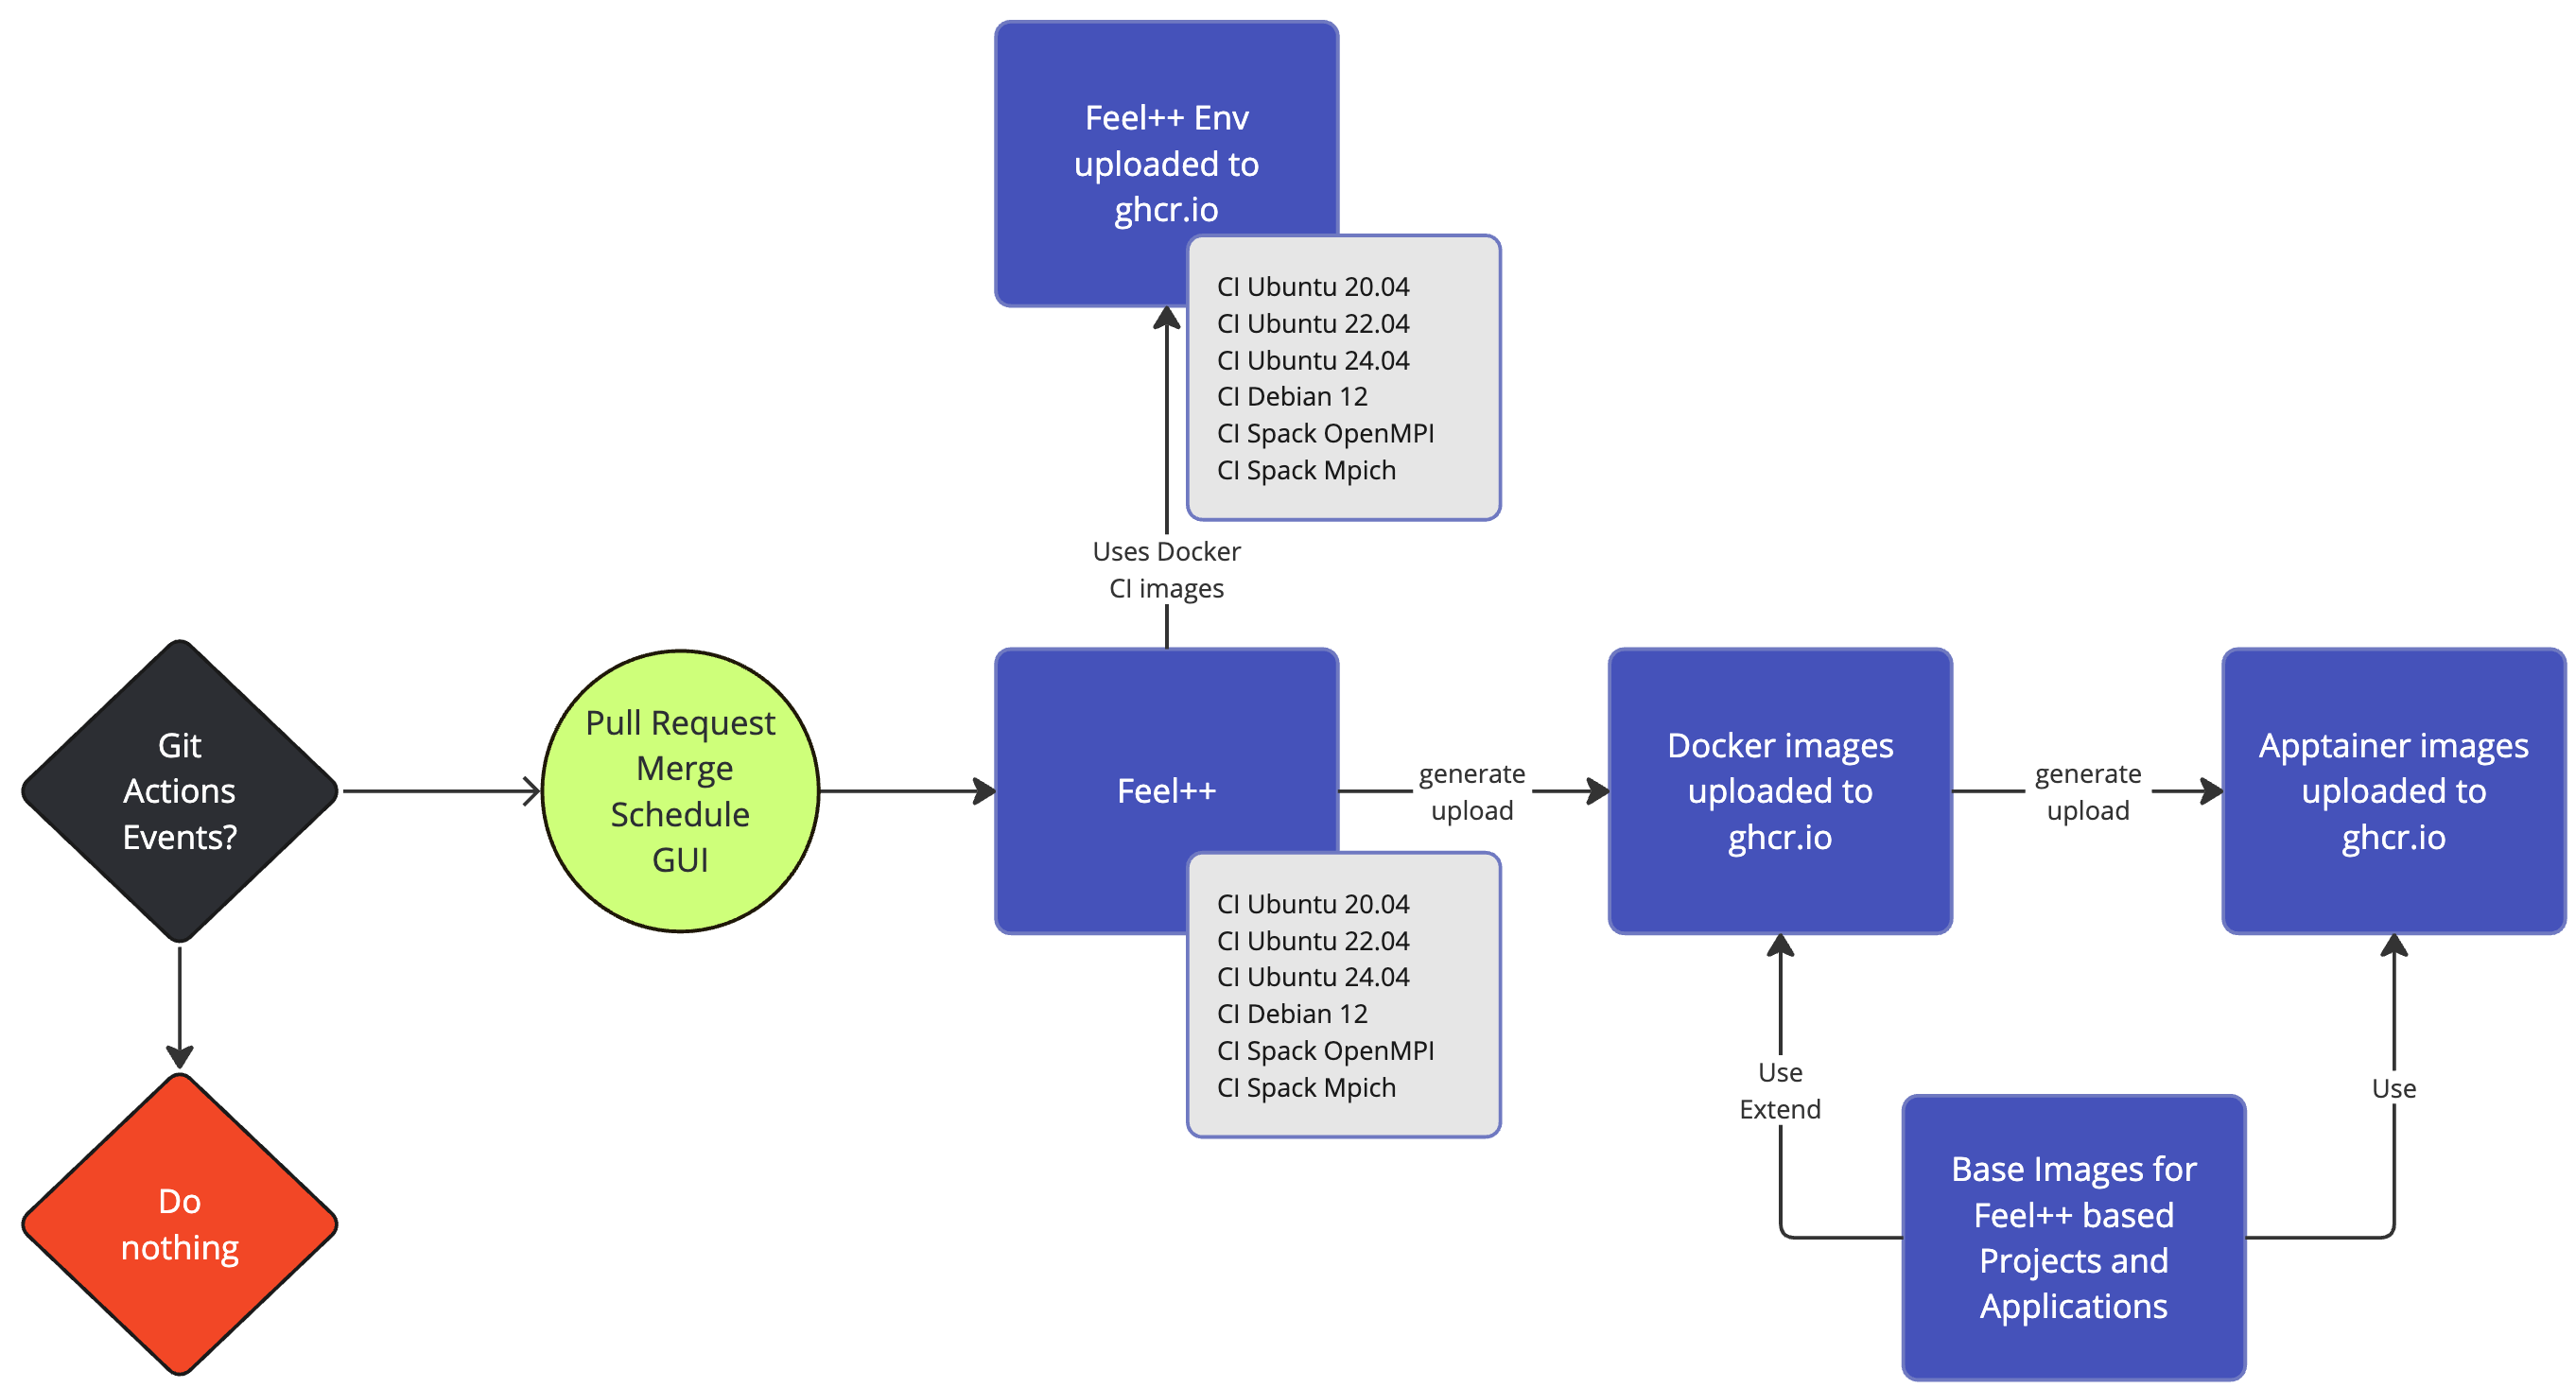 Feel++ Env
uploaded to
ghcr.io
CI Ubuntu 20.04
CI Ubuntu 22.04
CI Ubuntu 24.04
CI Debian 12
CI Spack OpenMPI
CI Spack Mpich
Uses Docker
CI images
Git
Actions
Events?
Pull Request
Merge
Schedule
GUI
Feel++
generate
upload
Docker images
uploaded to
ghcr.io
generate
upload
Apptainer images
uploaded to
ghcr.io
CI Ubuntu 20.04
CI Ubuntu 22.04
CI Ubuntu 24.04
CI Debian 12
CI Spack OpenMPI
CI Spack Mpich
Use
Extend
Use
Do
nothing
Base Images for
Feel++ based
Projects and
Applications